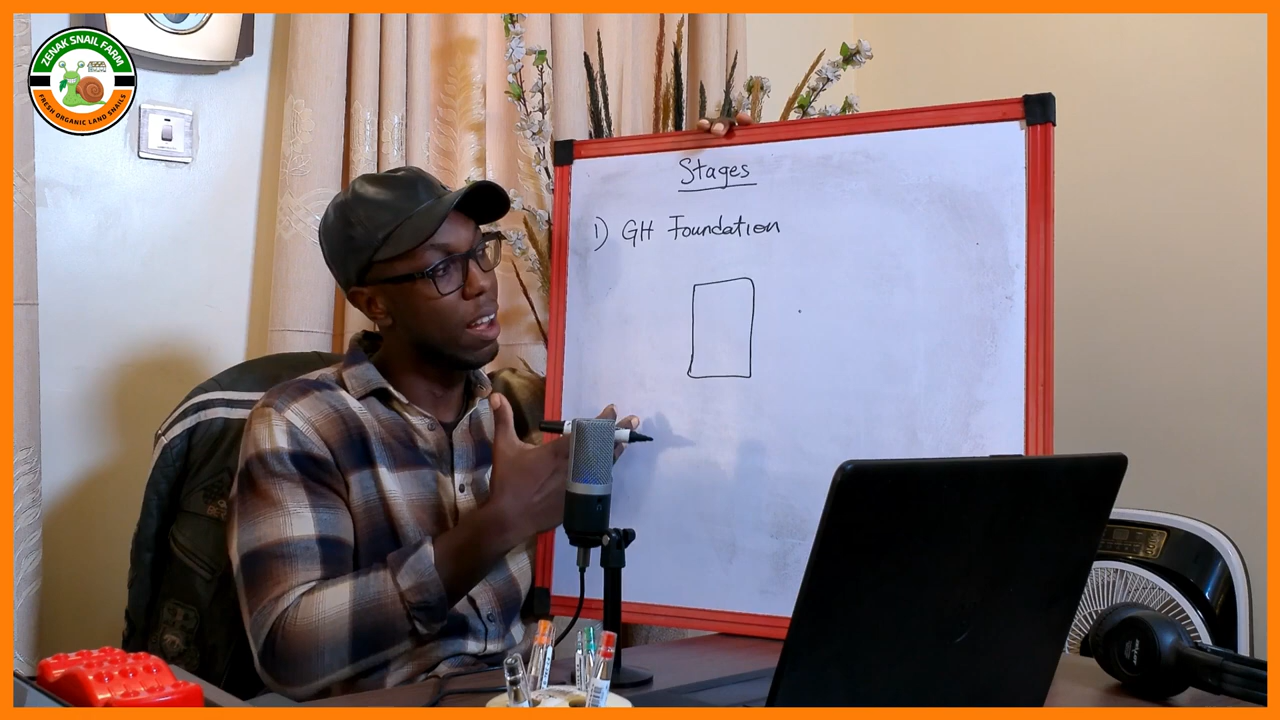 ZENAK SNAIL FARM
FRESH ORGANIC LAND SNAILS
Stages
1) GH Foundation